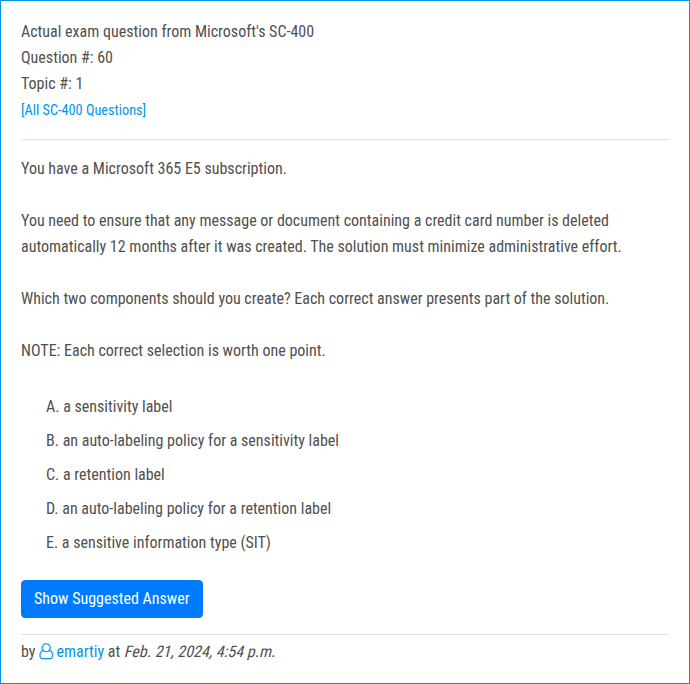 Actual exam question from Microsoft's SC-400
Question #: 60
Topic #: 1
[All SC-400 Questions]
You have a Microsoft 365 E5 subscription.
You need to ensure that any message or document containing a credit card number is deleted
automatically 12 months after it was created. The solution must minimize administrative effort.
Which two components should you create? Each correct answer presents part of the solution.
NOTE: Each correct selection is worth one point.
A. a sensitivity label
B. an auto-labeling policy for a sensitivity label
C. a retention label
D. an auto-labeling policy for a retention label
E. a sensitive information type (SIT)
Show Suggested Answer
by emartiy at Feb. 21, 2024, 4:54 p.m.